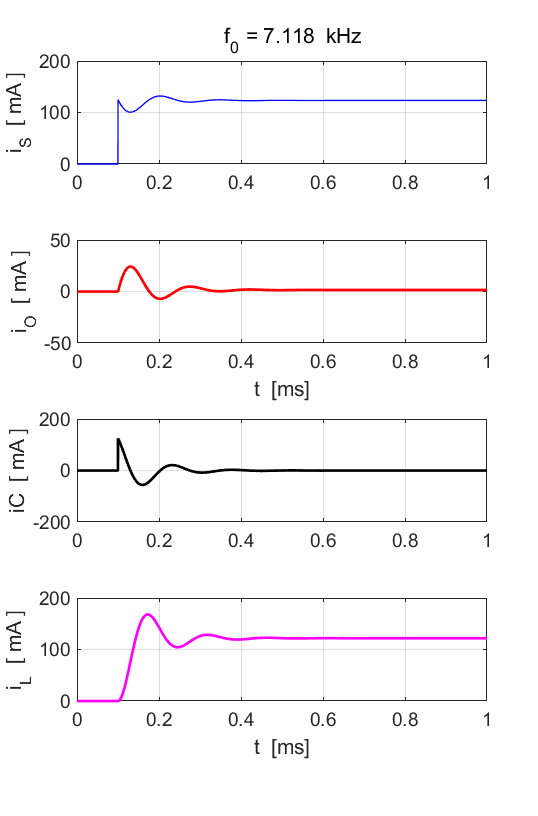 f0 = 7.118 kHz
200
100
0
iS [ mA ]
0 0.2 0.4 0.6 0.8 1
50
0
-50
iO [ mA ]
0 0.2 0.4 0.6 0.8 1
t [ms]
200
0
-200
iC [ mA ]
0 0.2 0.4 0.6 0.8 1
200
100
0
iL [ mA ]
0 0.2 0.4 0.6 0.8 1
t [ms]